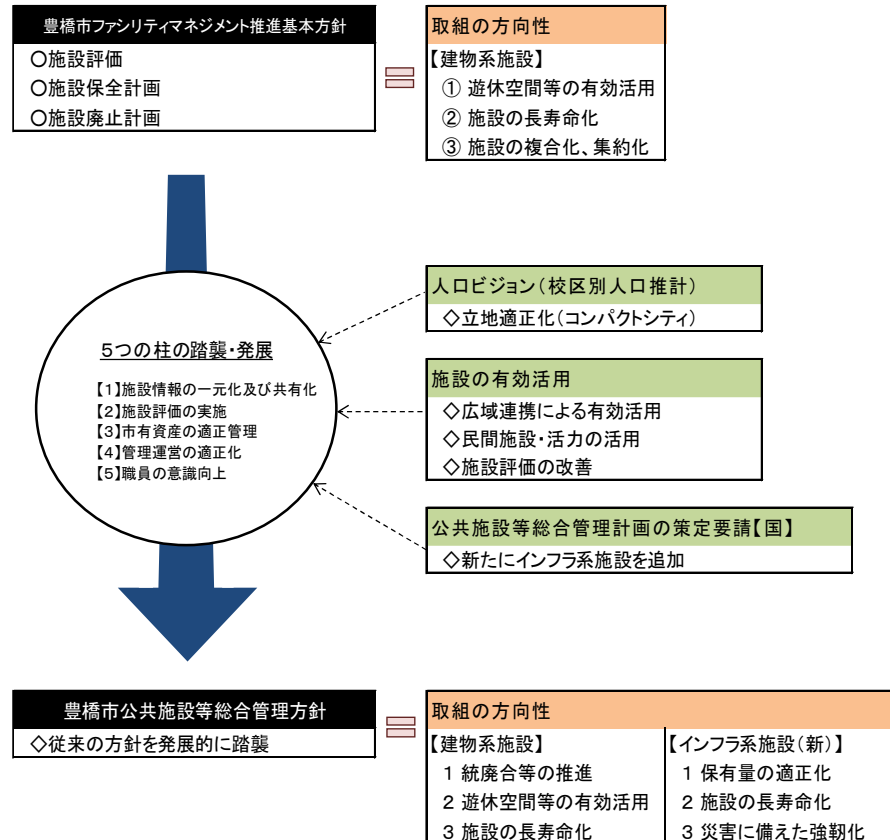 豊橋市ファシリティマネジメント推進基本方針
〇施設評価
〇施設保全計画
〇施設廃止計画
取組の方向性
【建物系施設】
① 遊休空間等の有効活用
② 施設の長寿命化
③ 施設の複合化、集約化
人口ビジョン（校区別人口推計）
◇立地適正化（コンパクトシティ）
5つの柱の踏襲・発展
【1】施設情報の一元化及び共有化
【2】施設評価の実施
【3】市有資産の適正管理
【4】管理運営の適正化
【5】職員の意識向上
施設の有効活用
◇広域連携による有効活用
◇民間施設・活力の活用
◇施設評価の改善
公共施設等総合管理計画の策定要請【国】
◇新たにインフラ系施設を追加
豊橋市公共施設等総合管理方針
◇従来の方針を発展的に踏襲
取組の方向性
【建物系施設】
1 統廃合等の推進
2 遊休空間等の有効活用
3 施設の長寿命化
【インフラ系施設（新）】
1 保有量の適正化
2 施設の長寿命化
3 災害に備えた強靭化